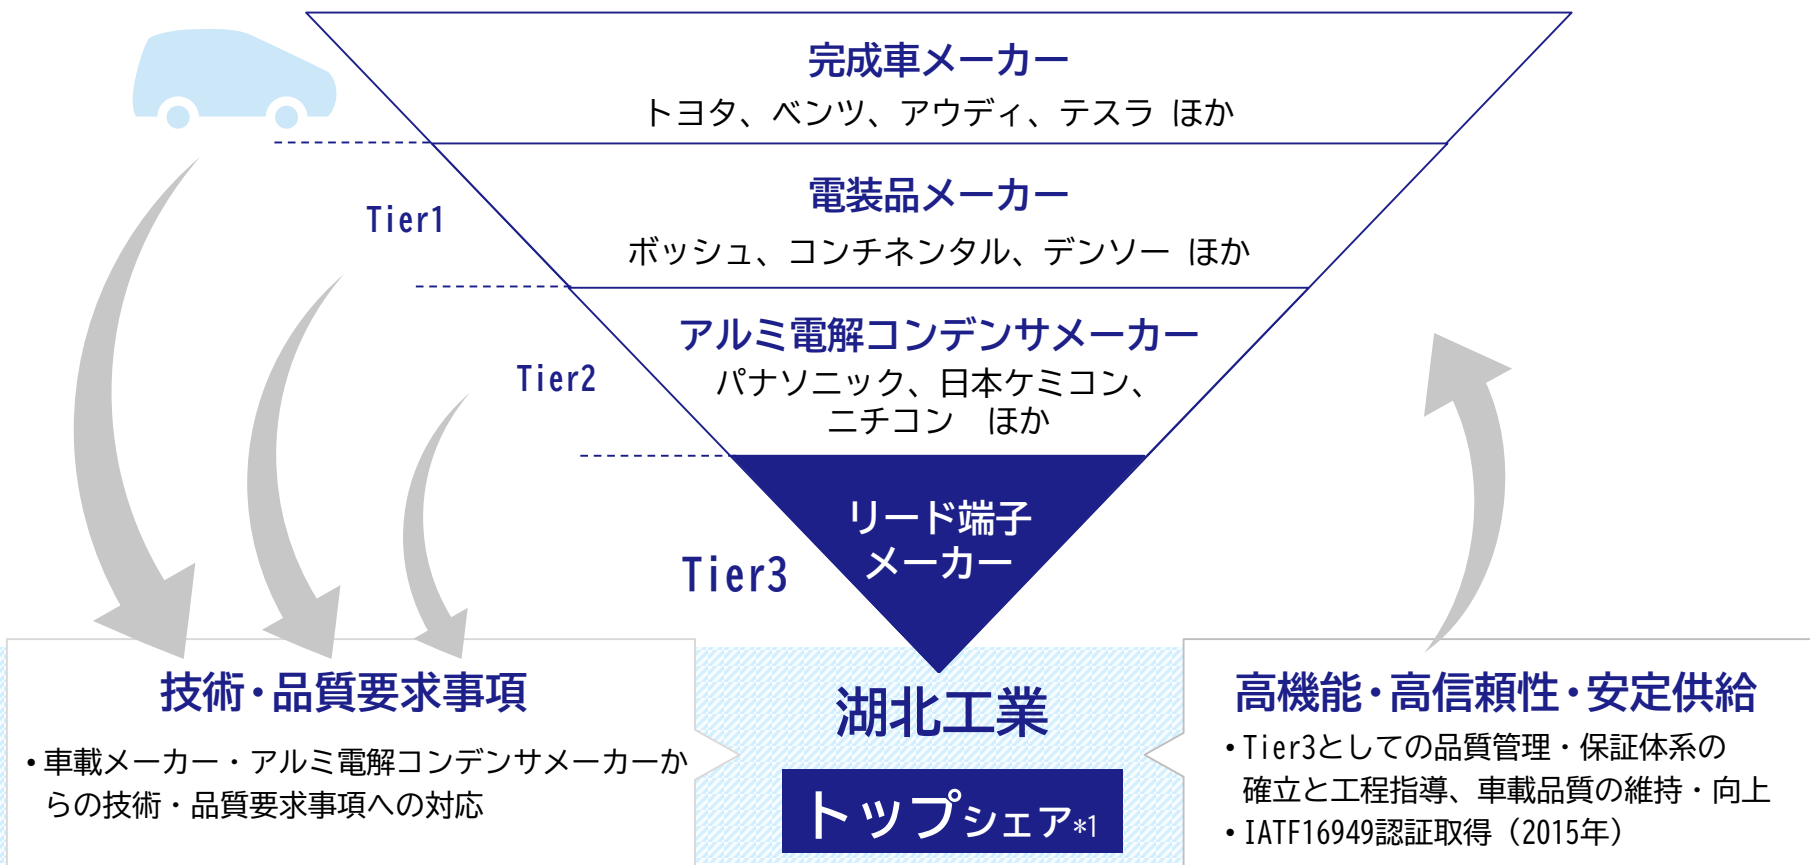 完成車メーカー
トヨタ、ベンツ、アウディ、テスラ ほか
Tier1
電装品メーカー
ボッシュ、コンチネンタル、デンソー ほか
Tier2
アルミ電解コンデンサメーカー
パナソニック、日本ケミコン、
ニチコン　ほか
Tier3
リード端子
メーカー
技術・品質要求事項
・車載メーカー・アルミ電解コンデンサメーカーか
らの技術・品質要求事項への対応
湖北工業
トップシェア*1
高機能・高信頼性・安定供給
・Tier3としての品質管理・保証体系の
確立と工程指導、車載品質の維持・向上
・IATF16949認証取得（2015年）